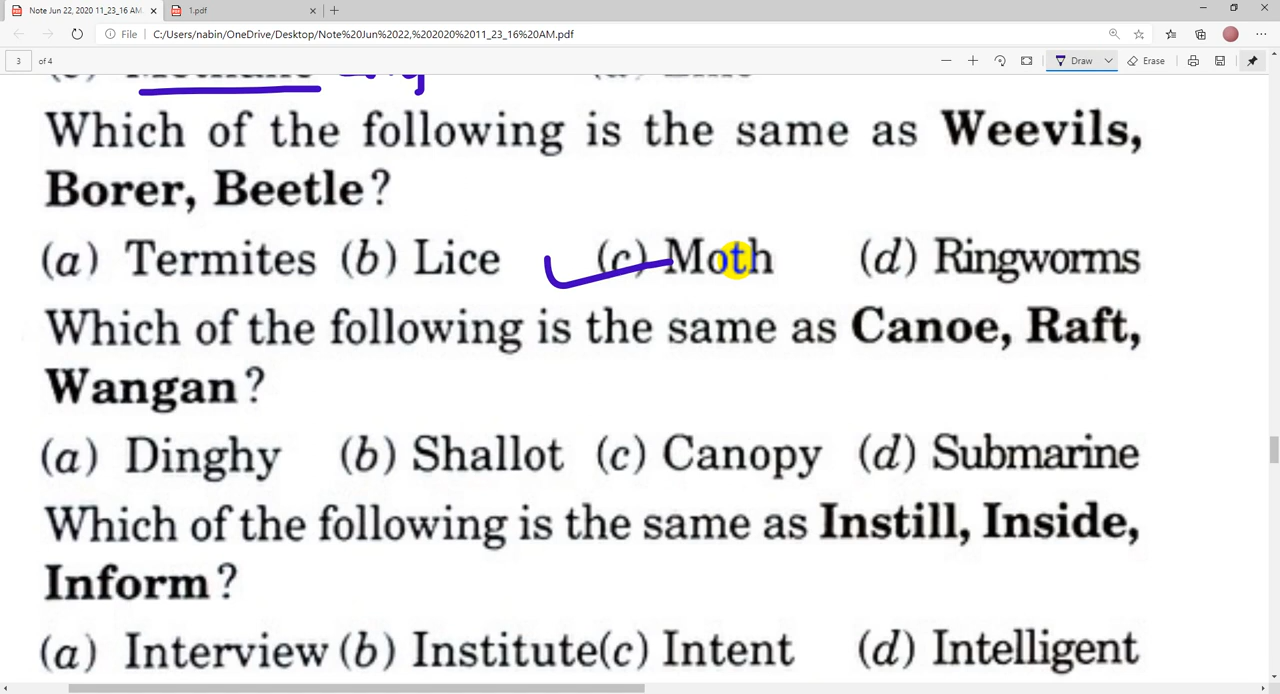 Note Jun 22, 2020 11_23_16 AM.
1.pdf
File
C:/Users/nabin/OneDrive/Desktop/Note%20Jun%2022,%202020%2011_23_16%20AM.pdf
3 of 4
Draw
Erase
Which of the following is the same as Weevils,
Borer, Beetle?
(a) Termites (b) Lice (c) Moth (d) Ringworms
Which of the following is the same as Canoe, Raft,
Wangan?
(a) Dinghy (b) Shallot (c) Canopy (d) Submarine
Which of the following is the same as Instill, Inside,
Inform?
(a) Interview (b) Institute(c) Intent (d) Intelligent